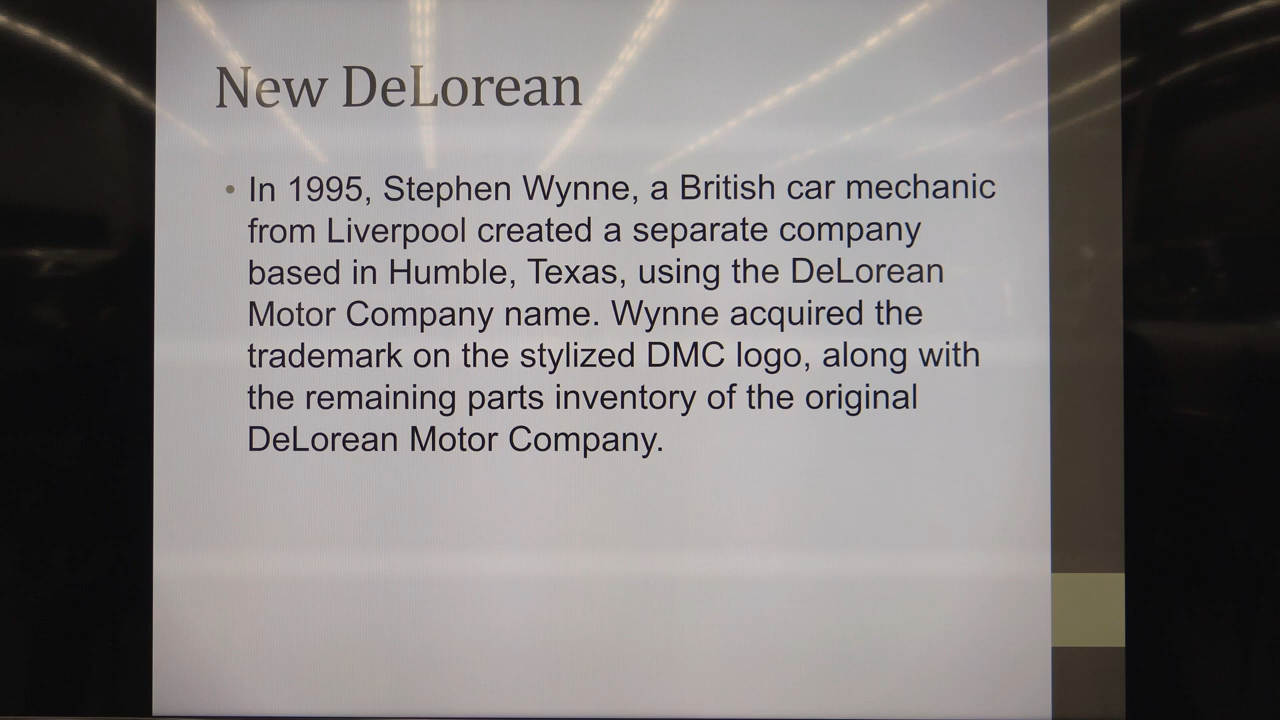 New DeLorean
• In 1995, Stephen Wynne, a British car mechanic
from Liverpool created a separate company
based in Humble, Texas, using the DeLorean
Motor Company name. Wynne acquired the
trademark on the stylized DMC logo, along with
the remaining parts inventory of the original
DeLorean Motor Company.